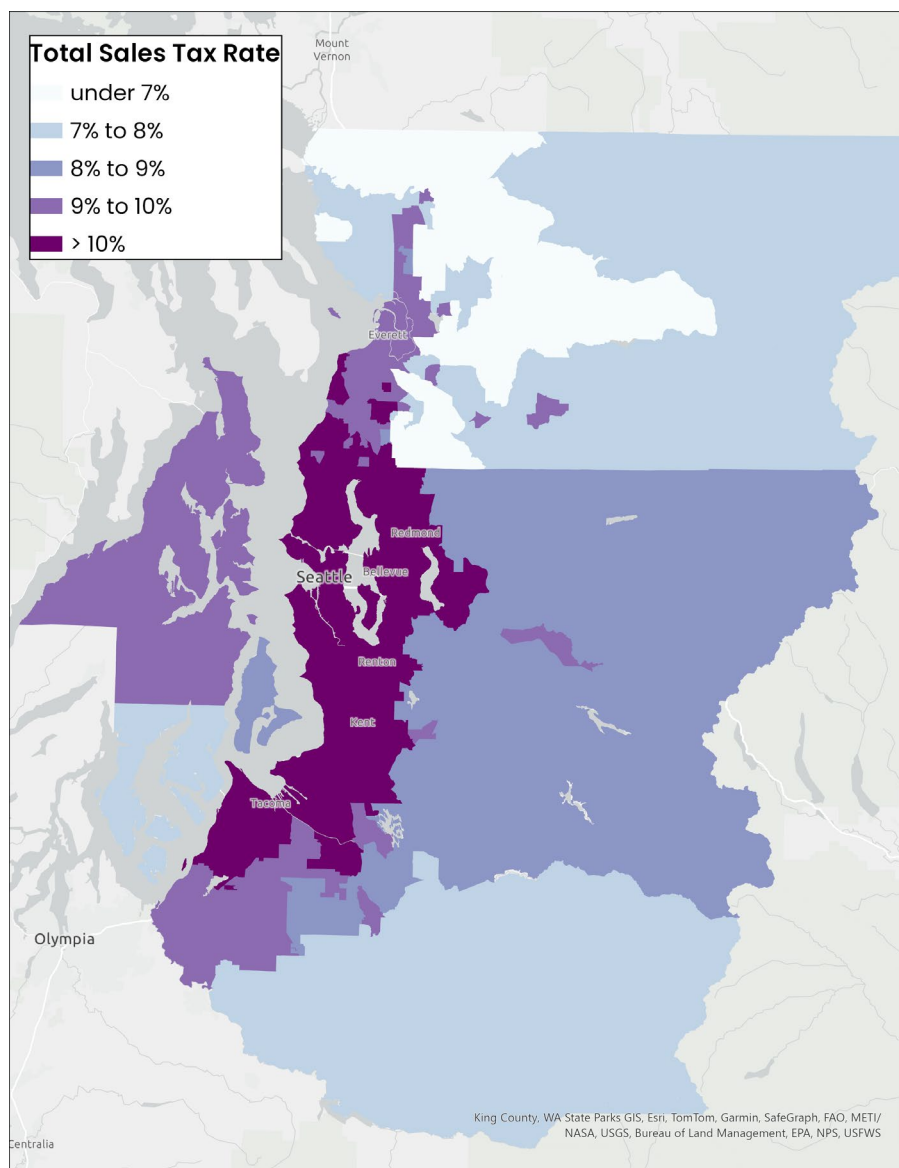 Total Sales Tax Rate
under 7%
7% to 8%
8% to 9%
9% to 10%
> 10%
Mount
Vernon
Everett
Redmond
Seattle
Bellevue
Renton
Kent
Tacoma
Olympia
Centralia
King County, WA State Parks GIS, Esri, TomTom, Garmin, SafeGraph, FAO, METI/
NASA, USGS, Bureau of Land Management, EPA, NPS, USFWS